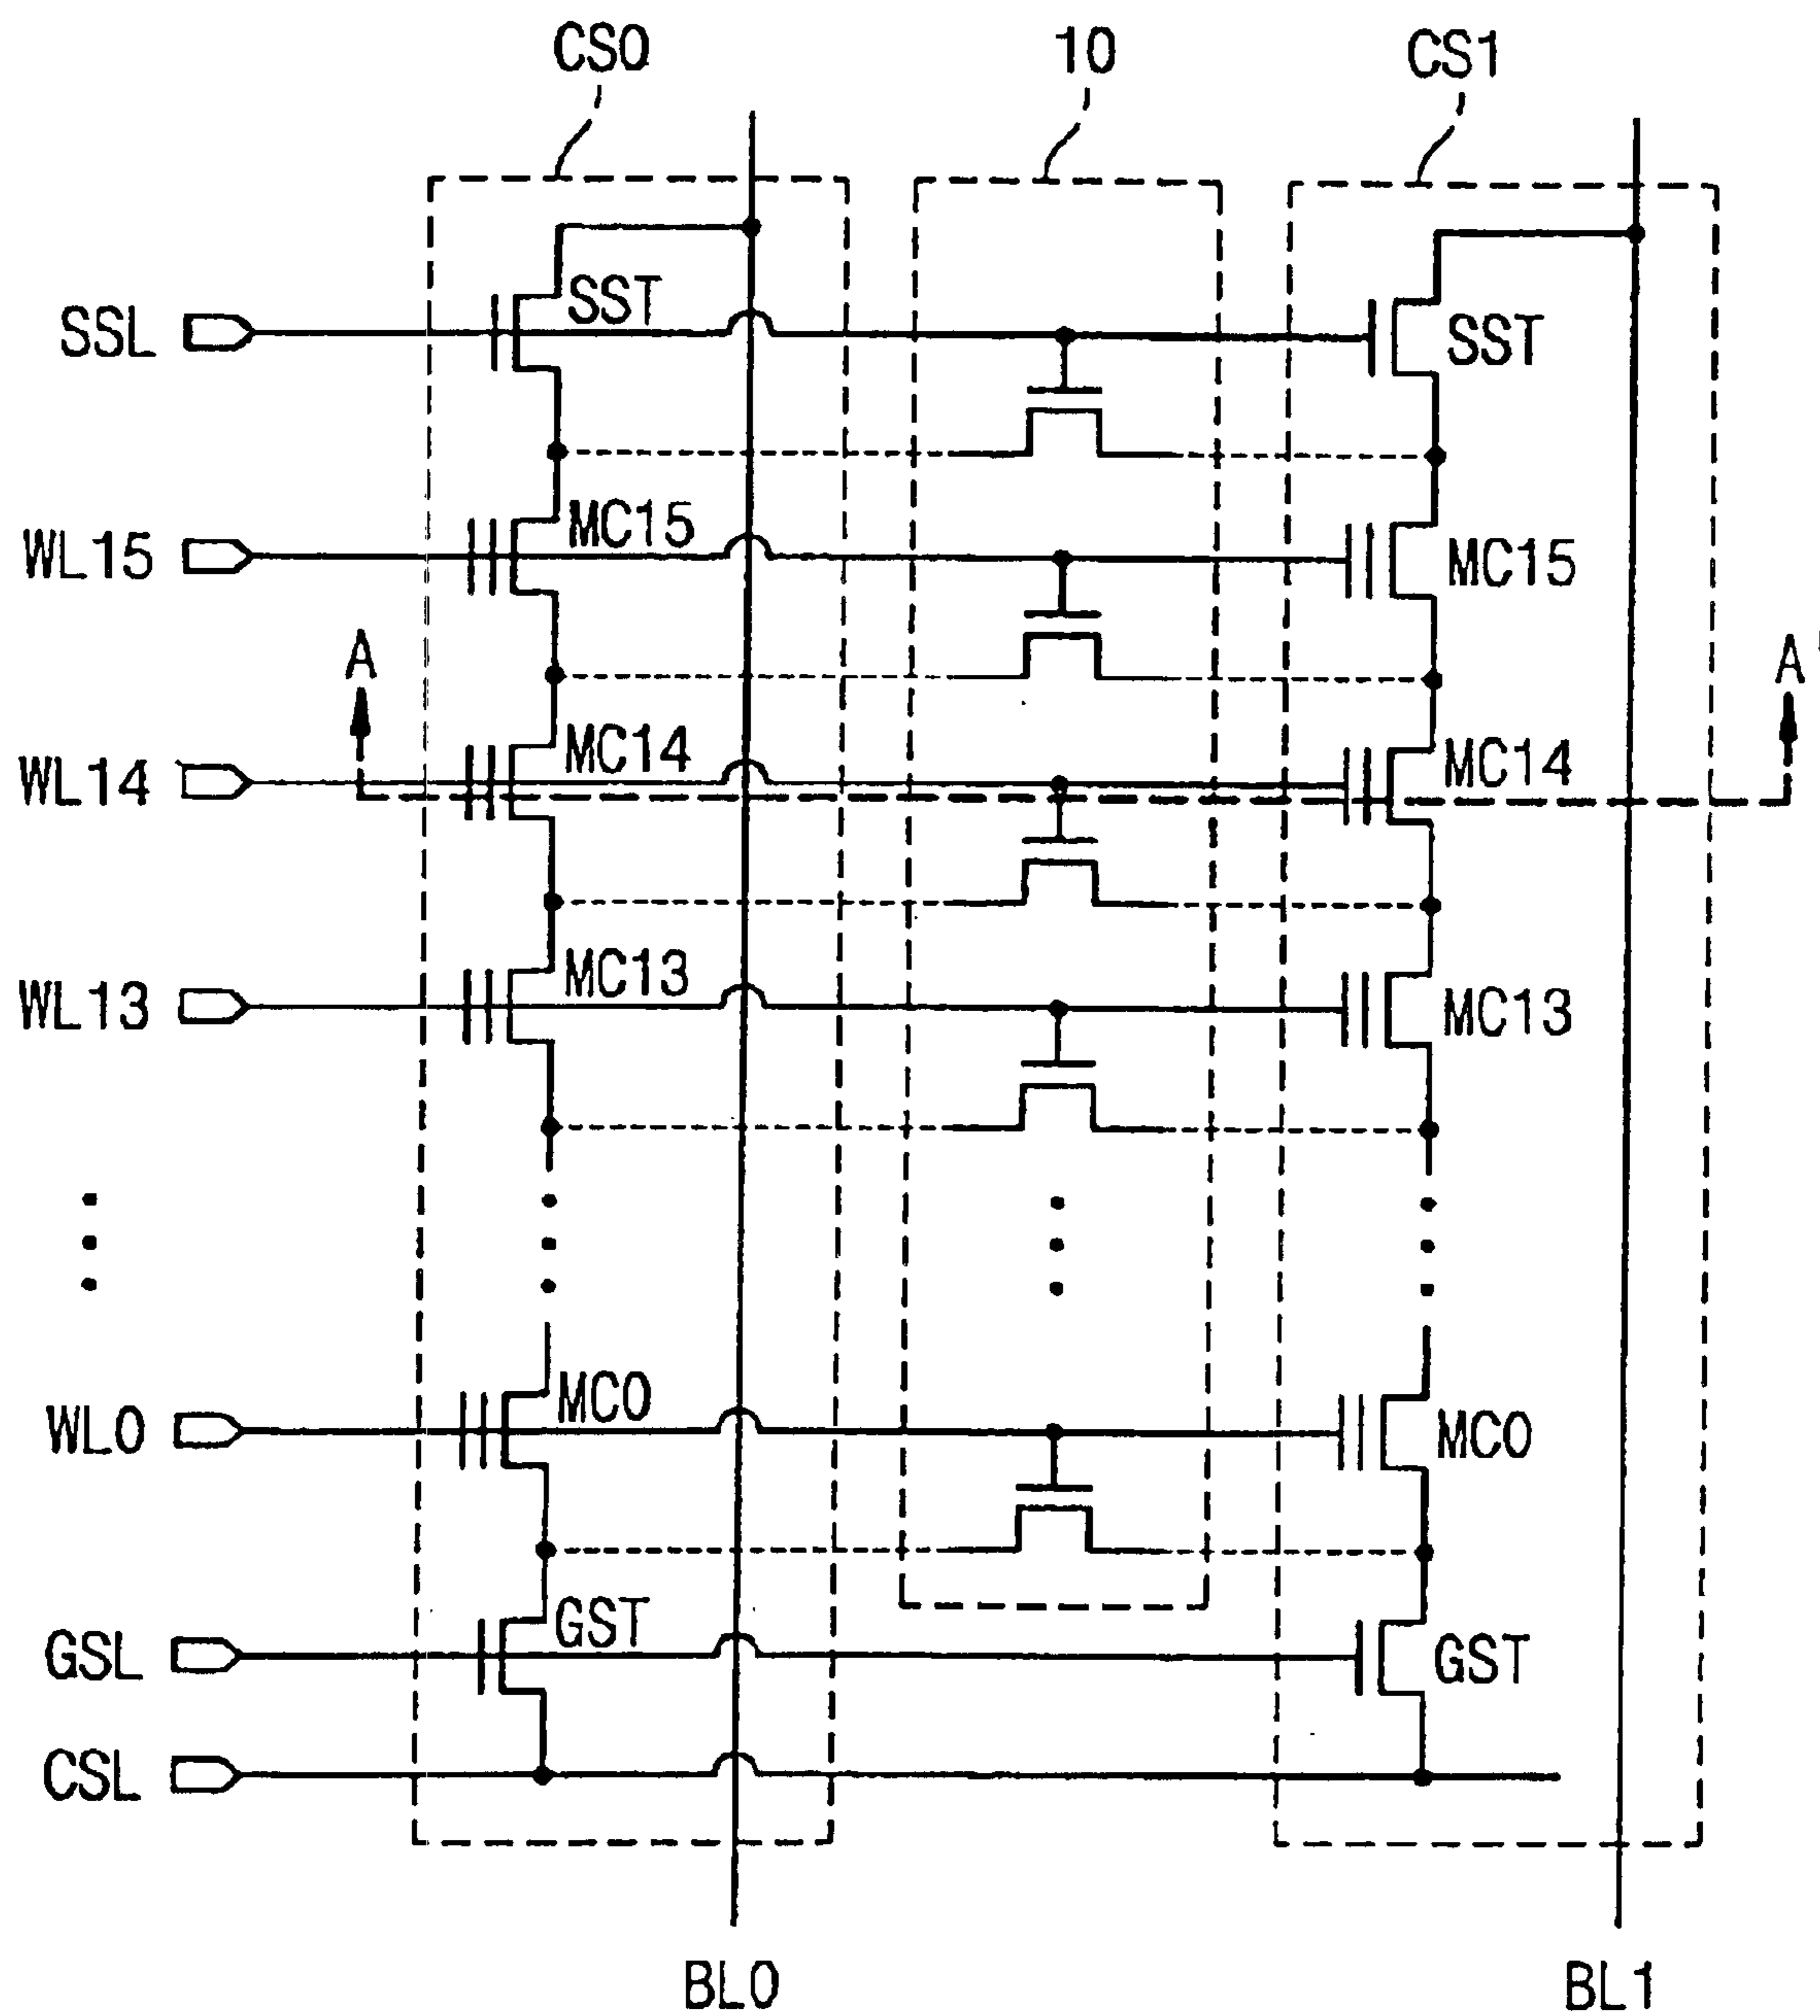 CS0 10 CS1
SSL SST SST
WL15 MC15 MC15
A A'
WL14 MC14 MC14
WL13 MC13 MC13
WL0 MC0 MC0
GSL GST GST
CSL
BL0 BL1